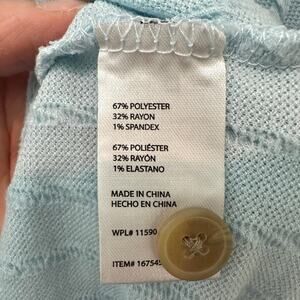 67% POLYESTER
32% RAYON
1% SPANDEX
67% POLIÉSTER
32% RAYÓN
1% ELASTANO
MADE IN CHINA
HECHO EN CHINA
WPL# 11590
ITEM#